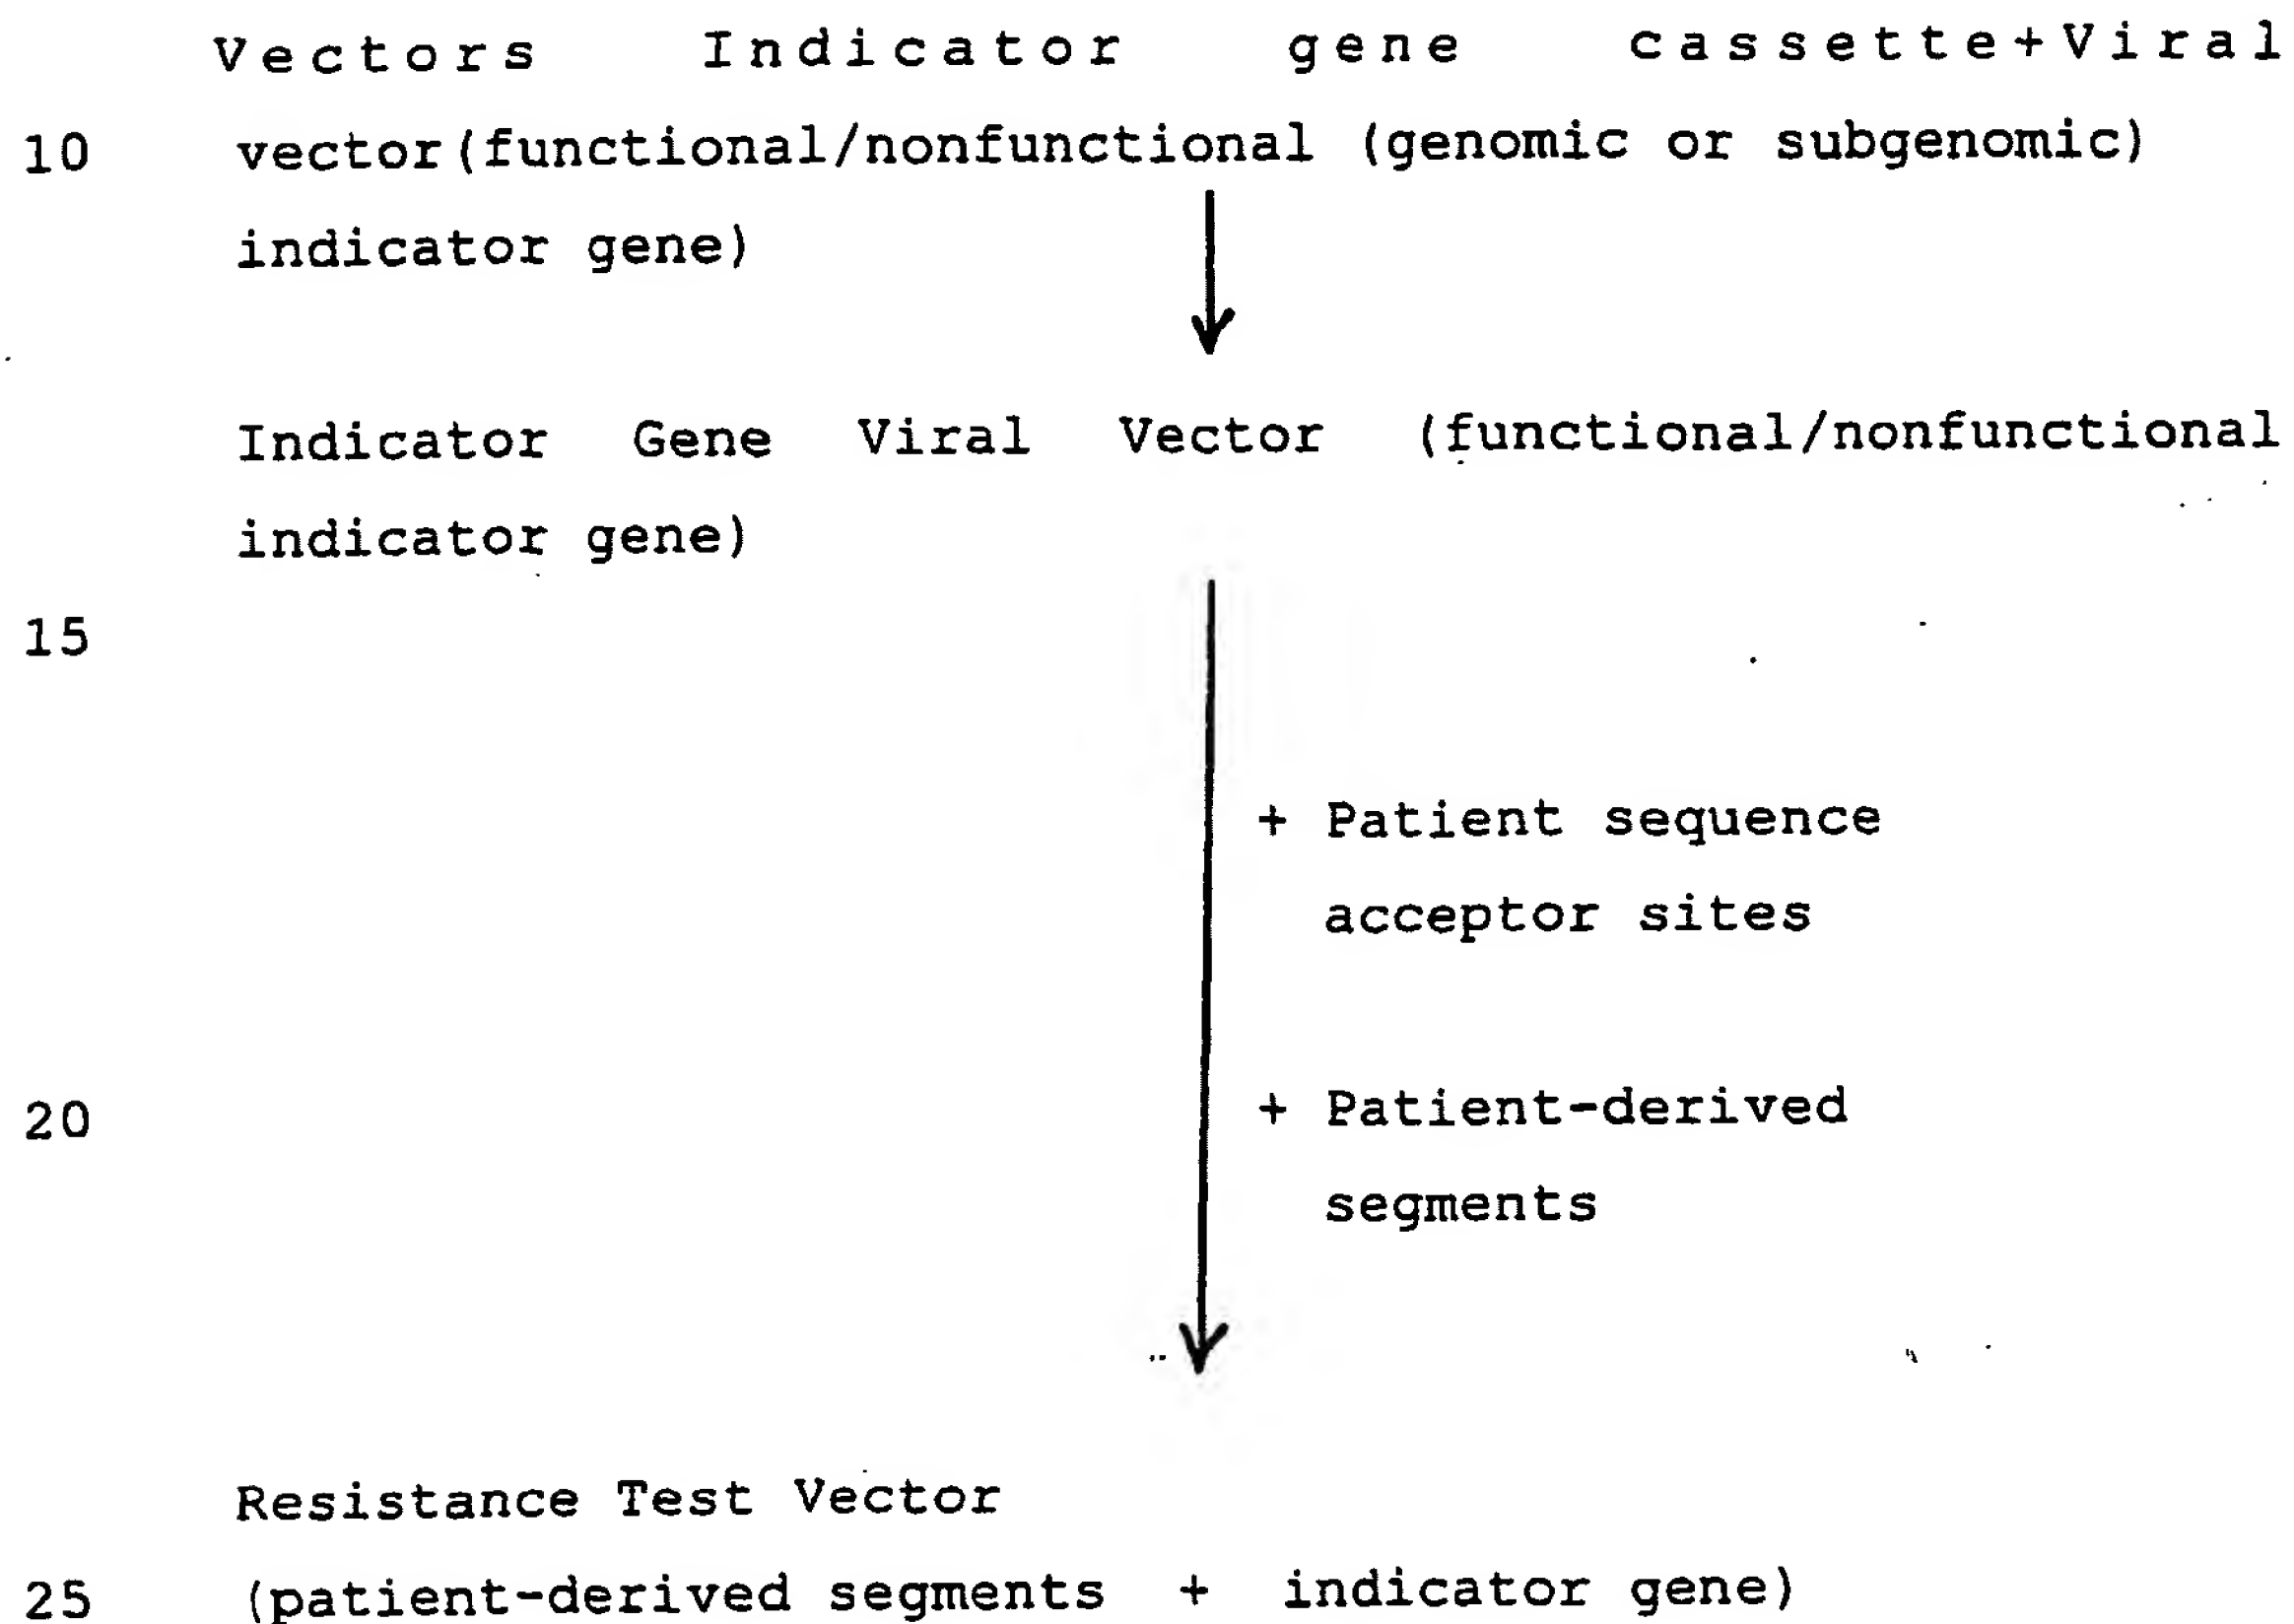 Vectors Indicator gene cassette+Viral
10 vector(functional/nonfunctional (genomic or subgenomic)
indicator gene)
Indicator Gene Viral Vector (functional/nonfunctional
indicator gene)
15
+ Patient sequence
acceptor sites
20 + Patient-derived
segments
Resistance Test Vector
25 (patient-derived segments + indicator gene)